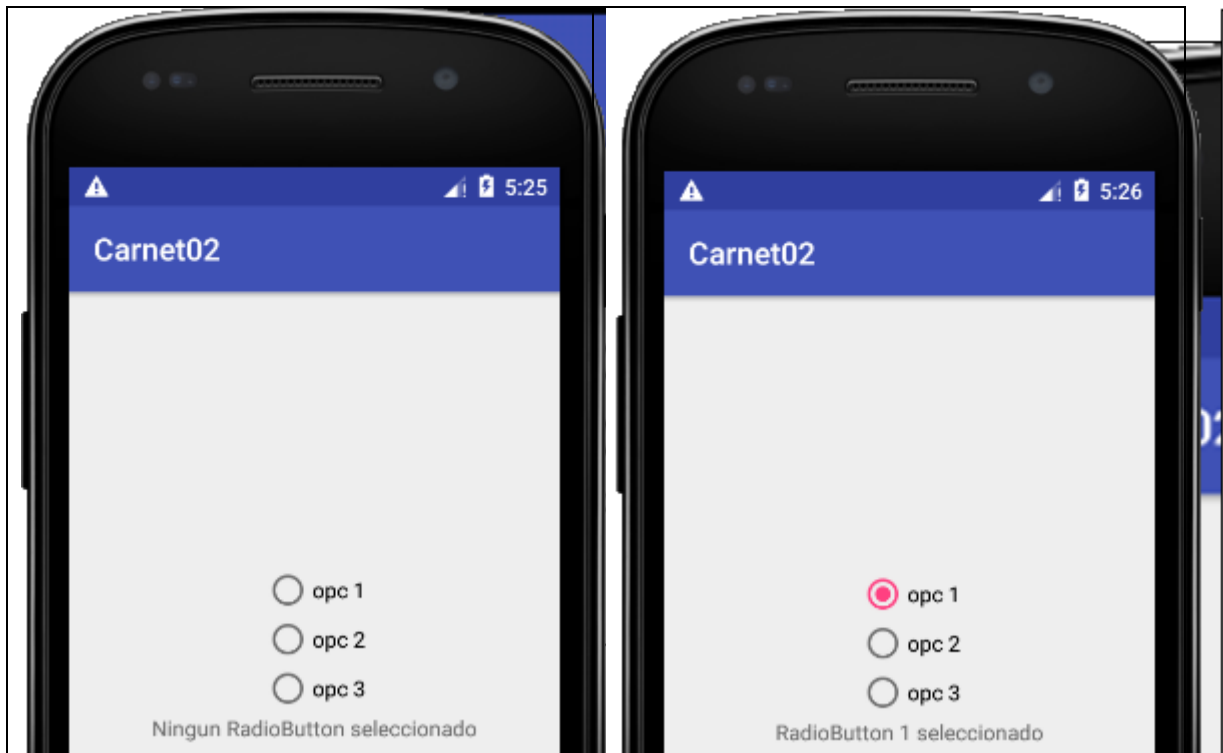 5:25
Carnet02
opc 1
opc 2
opc 3
Ningun RadioButton seleccionado
5:26
Carnet02
opc 1
opc 2
opc 3
RadioButton 1 seleccionado